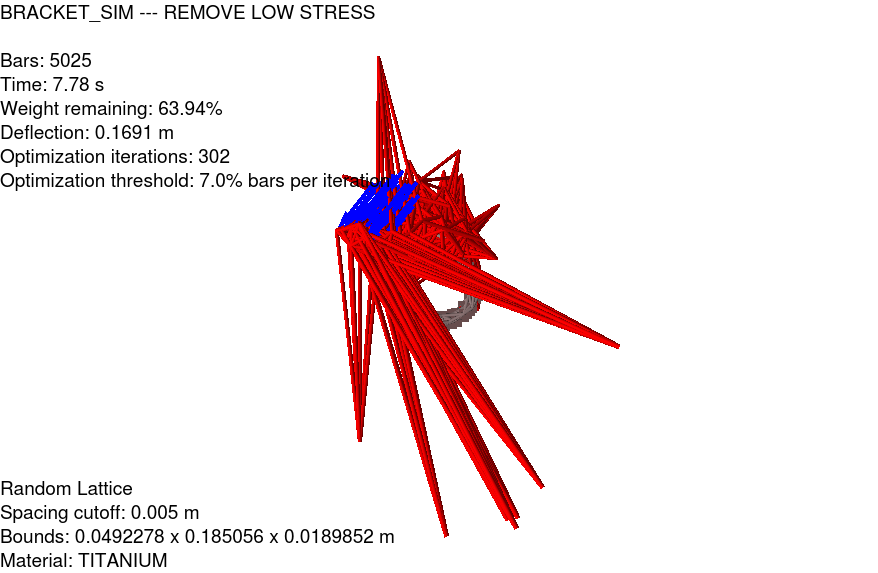 BRACKET_SIM --- REMOVE LOW STRESS
Bars: 5025
Time: 7.78 s
Weight remaining: 63.94%
Deflection: 0.1691 m
Optimization iterations: 302
Optimization threshold: 7.0% bars per iteration
Random Lattice
Spacing cutoff: 0.005 m
Bounds: 0.0492278 x 0.185056 x 0.0189852 m
Material: TITANIUM